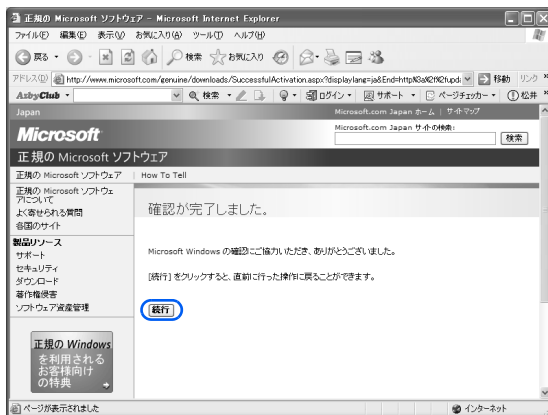 正規の Microsoft ソフトウェア - Microsoft Internet Explorer
ファイル(F) 編集(E) 表示(V) お気に入り(A) ツール(T) ヘルプ(H)
戻る 検索 お気に入り
アドレス(D) http://www.microsoft.com/genuine/downloads/SuccessfulActivation.aspx?displaylang=ja&End=http%3a%2f%2fupd 移動 リンク
AzbyClub 検索 国語ログイン サポート ページチェッカー 松井
Japan Microsoft.com Japan ホーム | サイトマップ
Microsoft
Microsoft.com Japan サイトの検索:
検索
正規の Microsoft ソフトウェア
正規の Microsoft ソフトウェア | How To Tell
正規の Microsoft ソフトウェ
アについて
よく寄せられる質問
各国のサイト
製品リソース
サポート
セキュリティ
ダウンロード
著作権侵害
ソフトウェア資産管理
確認が完了しました。
Microsoft Windows の確認にご協力いただき、ありがとうございました。
[続行] をクリックすると、直前に行った操作に戻ることができます。
続行
正規の Windows
を利用される
お客様向け
の特典
ページが表示されました
インターネット